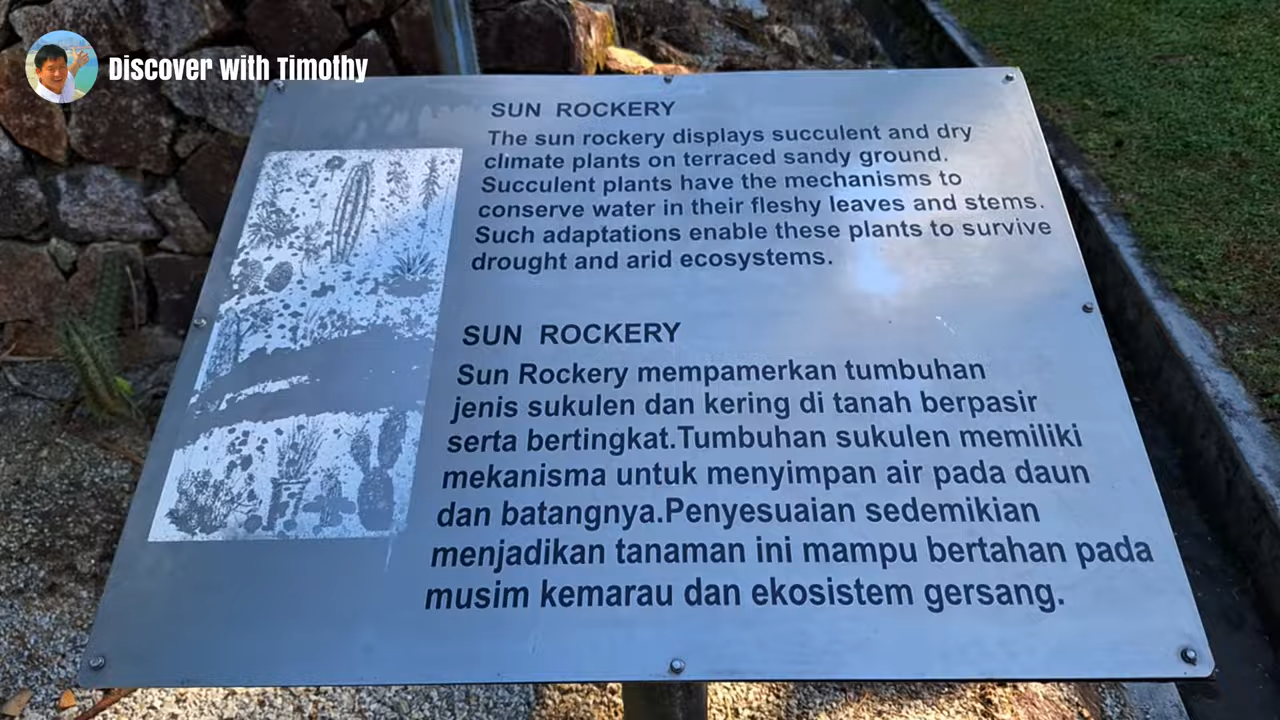 Discover with Timothy
SUN ROCKERY
The sun rockery displays succulent and dry
climate plants on terraced sandy ground.
Succulent plants have the mechanisms to
conserve water in their fleshy leaves and stems.
Such adaptations enable these plants to survive
drought and arid ecosystems.
SUN ROCKERY
Sun Rockery mempamerkan tumbuhan
jenis sukulen dan kering di tanah berpasir
serta bertingkat.Tumbuhan sukulen memiliki
mekanisma untuk menyimpan air pada daun
dan batangnya.Penyesuaian sedemikian
menjadikan tanaman ini mampu bertahan pada
musim kemarau dan ekosistem gersang.